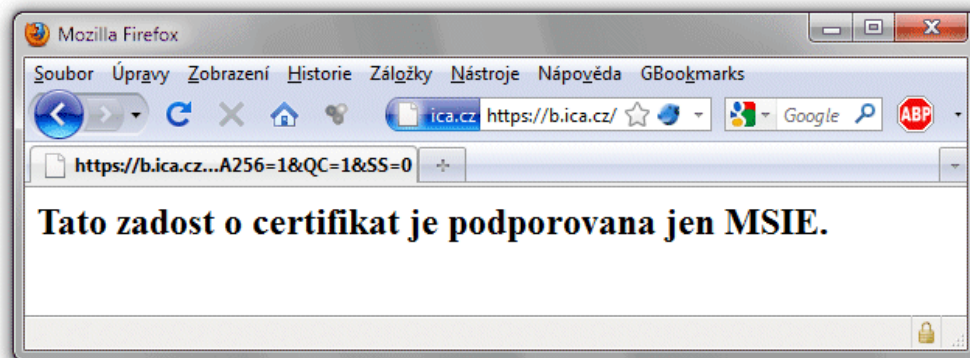 Mozilla Firefox
Soubor Úpravy Zobrazení Historie Záložky Nástroje Nápověda GBookmarks
ica.cz https://b.ica.cz/ Google ABP
https://b.ica.cz...A256=1&QC=1&SS=0
Tato zadost o certifikat je podporovana jen MSIE.